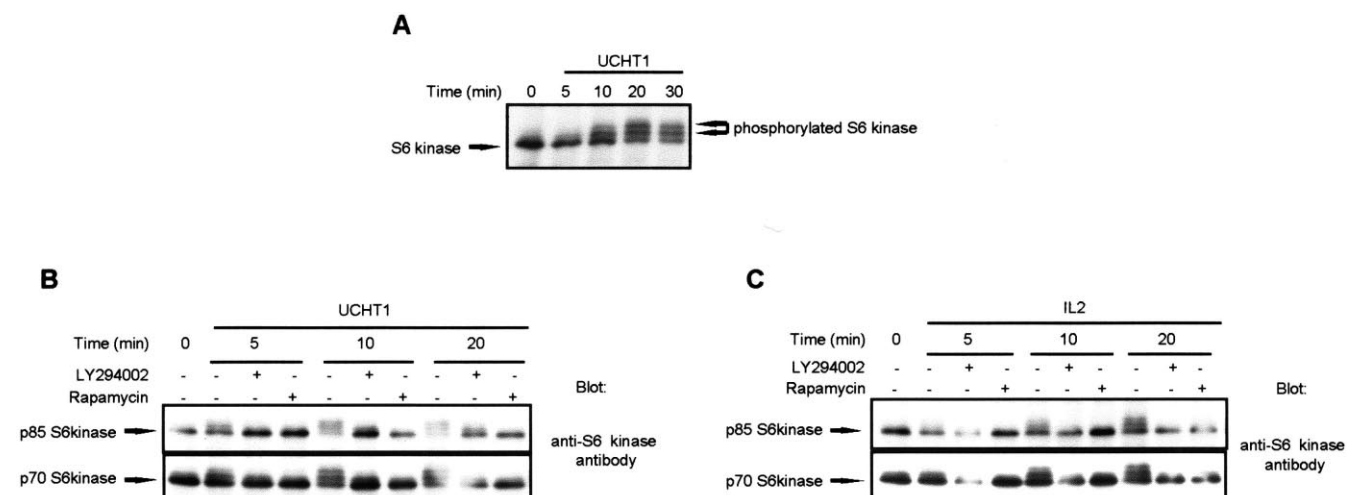 A
UCHT1
Time (min) 0 5 10 20 30
S6 kinase
phosphorylated S6 kinase
B
UCHT1
Time (min) 0 5 10 20
LY294002 - - + - - + - - + -
Rapamycin - - - + - - + - - +
Blot:
p85 S6kinase
p70 S6kinase
anti-S6 kinase
antibody
C
IL2
Time (min) 0 5 10 20
LY294002 - - + - - + - - + -
Rapamycin - - - + - - + - - +
Blot:
p85 S6kinase
p70 S6kinase
anti-S6 kinase
antibody